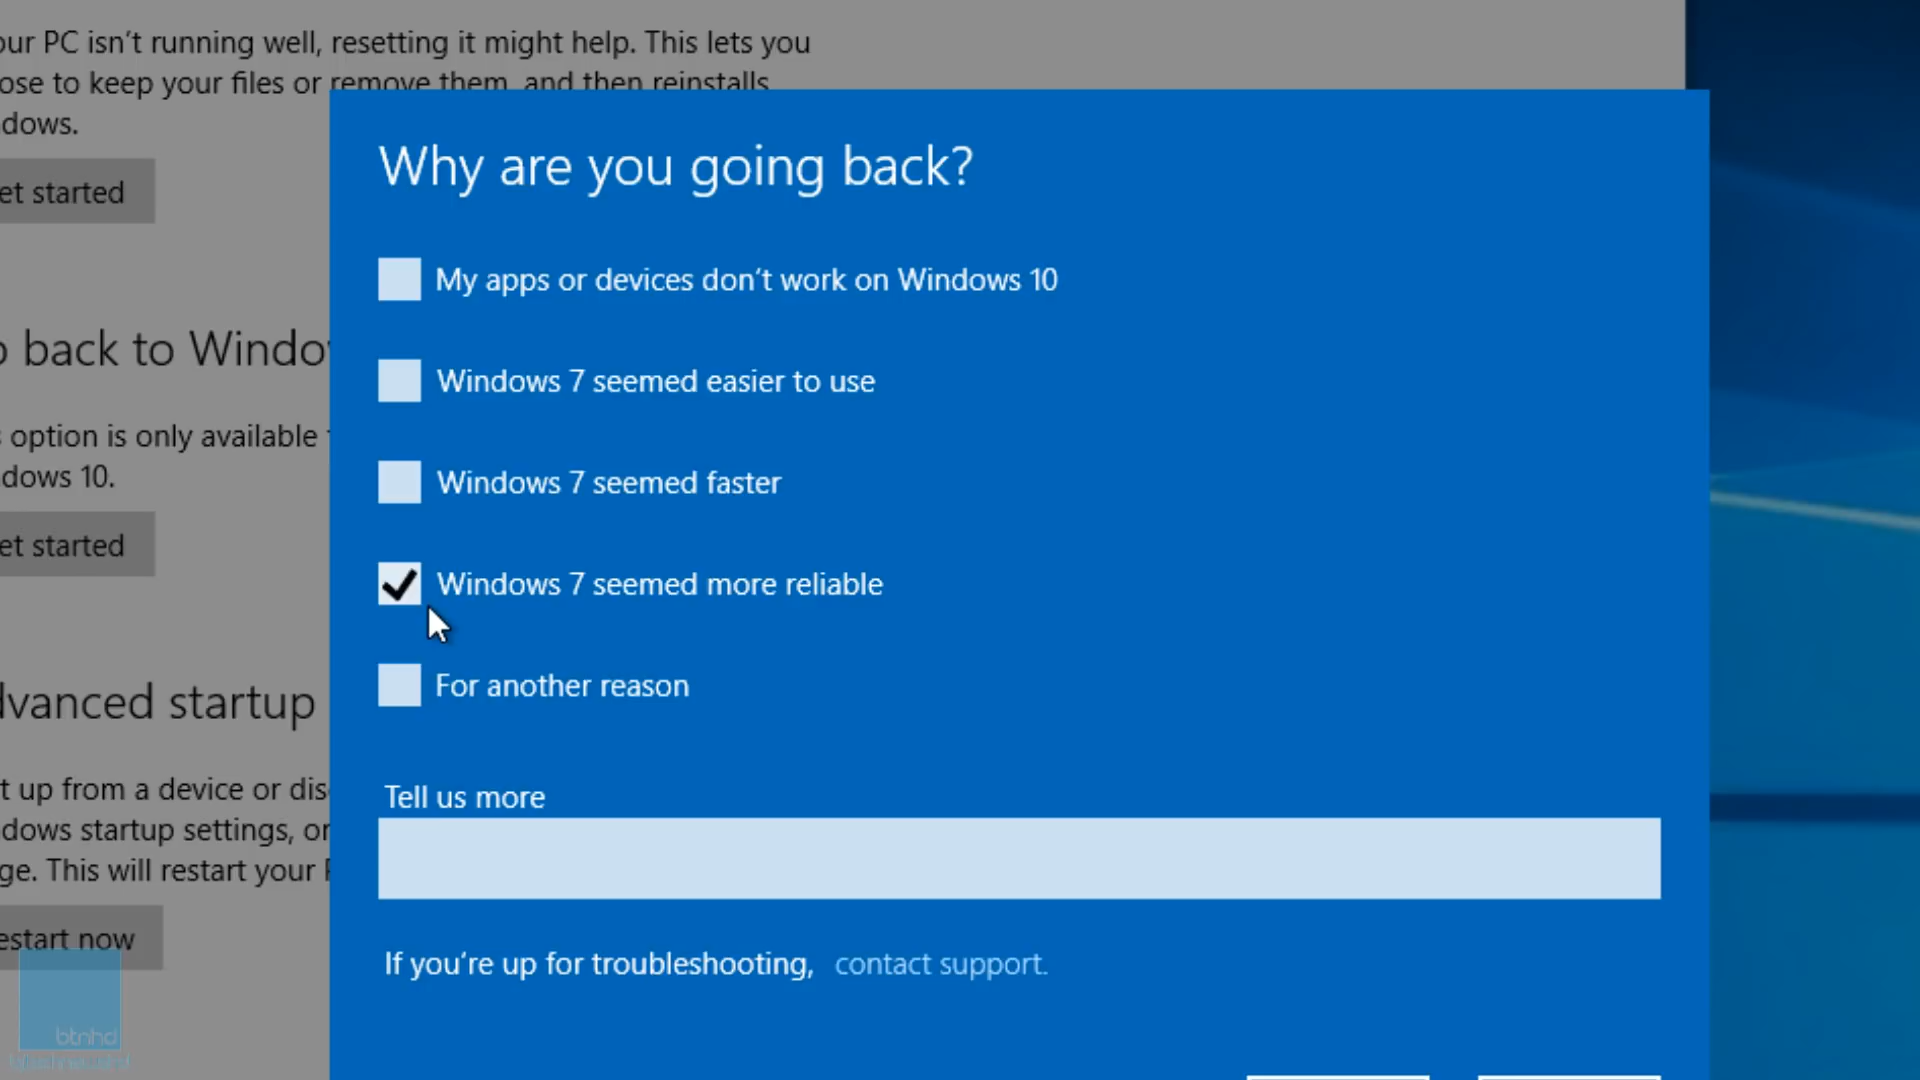 our PC isn't running well, resetting it might help. This lets you
ose to keep your files or remove them, and then reinstalls
dows.
et started
back to Windo
option is only available
dows 10.
et started
dvanced startup
t up from a device or dis
dows startup settings, or
ge. This will restart your
estart now
btnhd
Why are you going back?
My apps or devices don't work on Windows 10
Windows 7 seemed easier to use
Windows 7 seemed faster
Windows 7 seemed more reliable
For another reason
Tell us more
If you're up for troubleshooting, contact support.